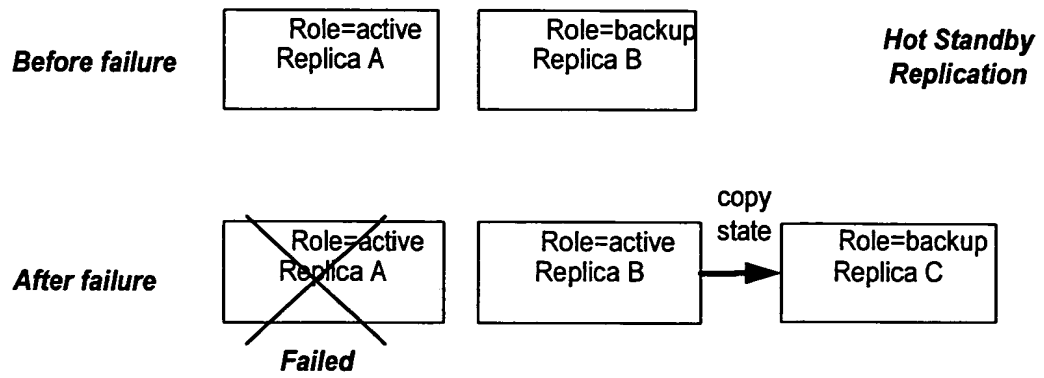 Before failure
Role=active
Replica A
Role=backup
Replica B
Hot Standby
Replication
After failure
Role=active
Replica A
Failed
Role=active
Replica B
copy
state
Role=backup
Replica C